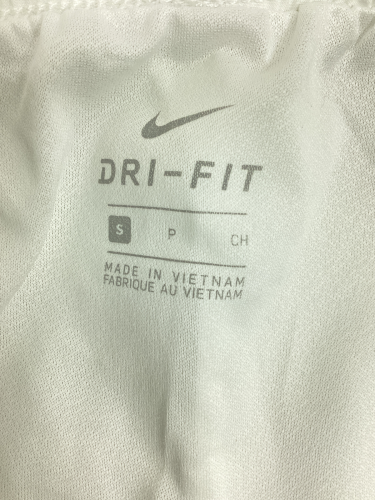 DRI-FIT
S P CH
MADE IN VIETNAM
FABRIQUE AU VIETNAM